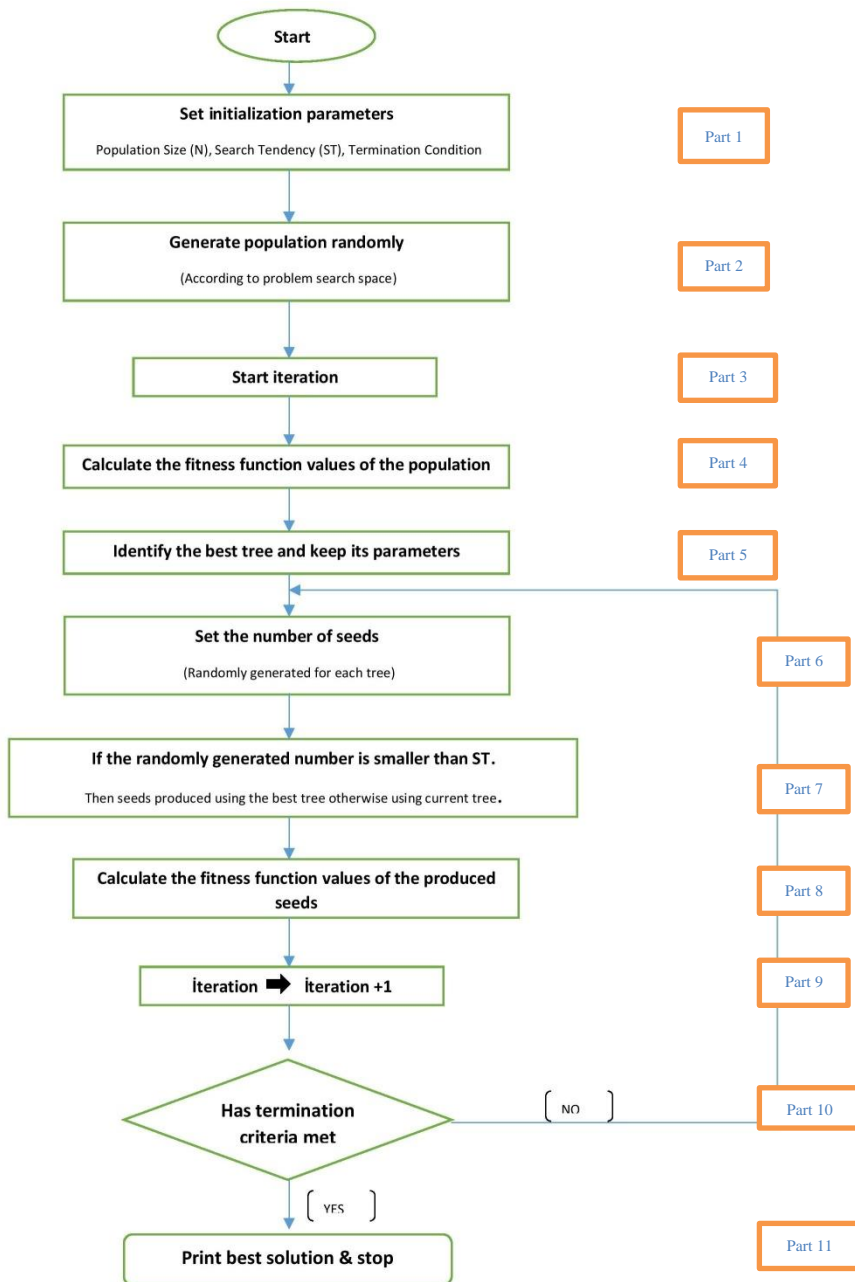 Start
Set initialization parameters
Population Size (N), Search Tendency (ST), Termination Condition
Part 1
Generate population randomly
(According to problem search space)
Part 2
Start iteration
Part 3
Calculate the fitness function values of the population
Part 4
Identify the best tree and keep its parameters
Part 5
Set the number of seeds
(Randomly generated for each tree)
Part 6
If the randomly generated number is smaller than ST.
Then seeds produced using the best tree otherwise using current tree.
Part 7
Calculate the fitness function values of the produced
seeds
Part 8
İteration ➡ İteration +1
Part 9
Has termination
criteria met
NO
Part 10
YES
Print best solution & stop
Part 11